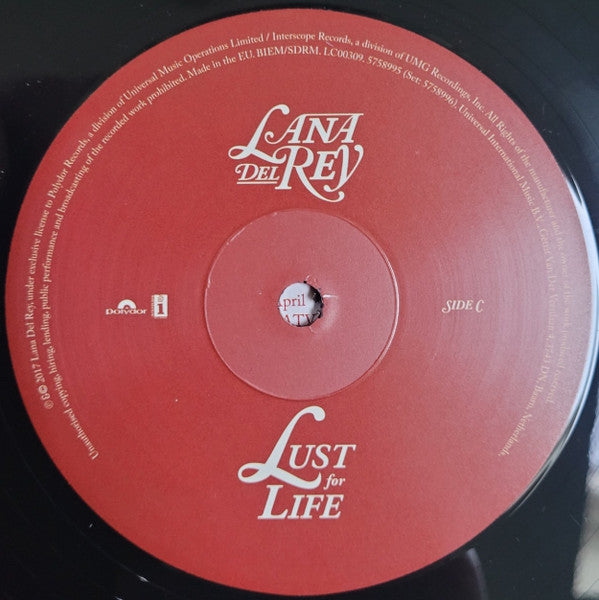 ℗© 2017 Lana Del Rey, under exclusive license to Polydor Records, a division of Universal Music Operations Limited / Interscope Records, a division of UMG Recordings, Inc. All Rights of the manufacturer and the owner of the work produced reserved.
Unauthorised copying, hiring, lending, public performance and broadcasting of the recorded work prohibited. Made in the EU. BIEM/SDRM. LC00309. 5758995 (Set: 5758996). Universal International Music B.V., Netherlands.
LANA
DEL REY
polydor i
SIDE C
April
LUST
for
LIFE